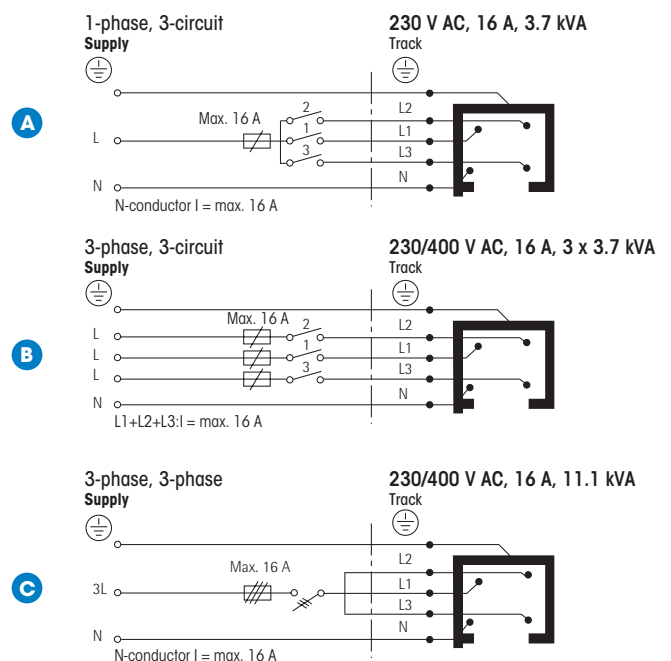 1-phase, 3-circuit
Supply
230 V AC, 16 A, 3.7 kVA
Track
A
Max. 16 A
2
L2
L
1
L1
3
L3
N
N
N-conductor I = max. 16 A
3-phase, 3-circuit
Supply
230/400 V AC, 16 A, 3 x 3.7 kVA
Track
B
Max. 16 A
2
L
L2
L
1
L1
L
3
L3
N
N
L1+L2+L3:I = max. 16 A
3-phase, 3-phase
Supply
230/400 V AC, 16 A, 11.1 kVA
Track
C
Max. 16 A
L2
3L
L1
L3
N
N
N-conductor I = max. 16 A